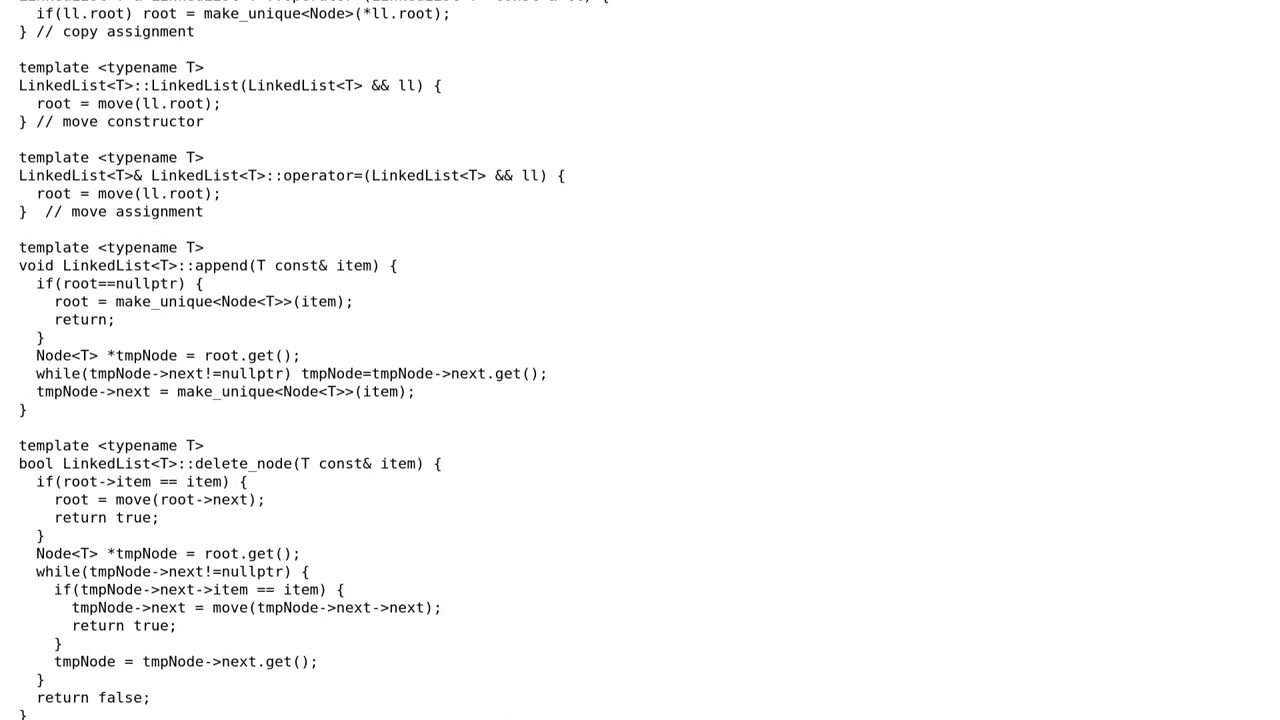 if(ll.root) root = make_unique<Node>(*ll.root);
} // copy assignment
template <typename T>
LinkedList<T>::LinkedList(LinkedList<T> && ll) {
root = move(ll.root);
} // move constructor
template <typename T>
LinkedList<T>& LinkedList<T>::operator=(LinkedList<T> && ll) {
root = move(ll.root);
}  // move assignment
template <typename T>
void LinkedList<T>::append(T const& item) {
if(root==nullptr) {
root = make_unique<Node<T>>(item);
return;
}
Node<T> *tmpNode = root.get();
while(tmpNode->next!=nullptr) tmpNode=tmpNode->next.get();
tmpNode->next = make_unique<Node<T>>(item);
}
template <typename T>
bool LinkedList<T>::delete_node(T const& item) {
if(root->item == item) {
root = move(root->next);
return true;
}
Node<T> *tmpNode = root.get();
while(tmpNode->next!=nullptr) {
if(tmpNode->next->item == item) {
tmpNode->next = move(tmpNode->next->next);
return true;
}
tmpNode = tmpNode->next.get();
}
return false;
}